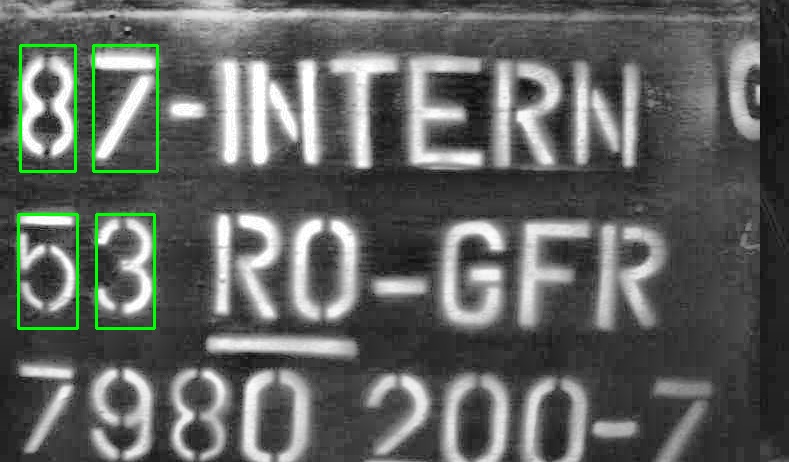 87-INTERN
53 RO-GFR
7980 200-7